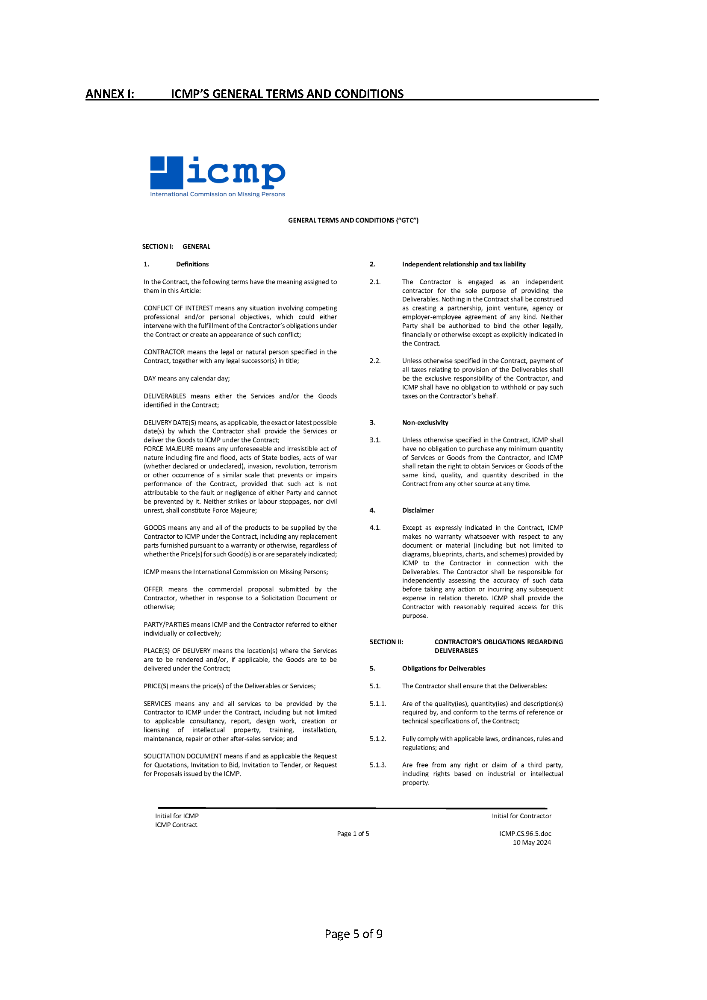 ANNEX I: ICMP’S GENERAL TERMS AND CONDITIONS
icmp
International Commission on Missing Persons
GENERAL TERMS AND CONDITIONS (“GTC”)
SECTION I: GENERAL
1. Definitions
In the Contract, the following terms have the meaning assigned to
them in this Article:
CONFLICT OF INTEREST means any situation involving competing
professional and/or personal objectives, which could either
intervene with the fulfillment of the Contractor’s obligations under
the Contract or create an appearance of such conflict;
CONTRACTOR means the legal or natural person specified in the
Contract, together with any legal successor(s) in title;
DAY means any calendar day;
DELIVERABLES means either the Services and/or the Goods
identified in the Contract;
DELIVERY DATE(S) means, as applicable, the exact or latest possible
date(s) by which the Contractor shall provide the Services or
deliver the Goods to ICMP under the Contract;
FORCE MAJEURE means any unforeseeable and irresistible act of
nature including fire and flood, acts of State bodies, acts of war
(whether declared or undeclared), invasion, revolution, terrorism
or other occurrence of a similar scale that prevents or impairs
performance of the Contract, provided that such act is not
attributable to the fault or negligence of either Party and cannot
be prevented by it. Neither strikes or labour stoppages, nor civil
unrest, shall constitute Force Majeure;
GOODS means any and all of the products to be supplied by the
Contractor to ICMP under the Contract, including any replacement
parts furnished pursuant to a warranty or otherwise, regardless of
whether the Price(s) for such Good(s) is or are separately indicated;
ICMP means the International Commission on Missing Persons;
OFFER means the commercial proposal submitted by the
Contractor, whether in response to a Solicitation Document or
otherwise;
PARTY/PARTIES means ICMP and the Contractor referred to either
individually or collectively;
PLACE(S) OF DELIVERY means the location(s) where the Services
are to be rendered and/or, if applicable, the Goods are to be
delivered under the Contract;
PRICE(S) means the price(s) of the Deliverables or Services;
SERVICES means any and all services to be provided by the
Contractor to ICMP under the Contract, including but not limited
to applicable consultancy, report, design work, creation or
licensing of intellectual property, training, installation,
maintenance, repair or other after-sales service; and
SOLICITATION DOCUMENT means if and as applicable the Request
for Quotations, Invitation to Bid, Invitation to Tender, or Request
for Proposals issued by the ICMP.
2. Independent relationship and tax liability
2.1. The Contractor is engaged as an independent
contractor for the sole purpose of providing the
Deliverables. Nothing in the Contract shall be construed
as creating a partnership, joint venture, agency or
employer-employee agreement of any kind. Neither
Party shall be authorized to bind the other legally,
financially or otherwise except as explicitly indicated in
the Contract.
2.2. Unless otherwise specified in the Contract, payment of
all taxes relating to provision of the Deliverables shall
be the exclusive responsibility of the Contractor, and
ICMP shall have no obligation to withhold or pay such
taxes on the Contractor’s behalf.
3. Non-exclusivity
3.1. Unless otherwise specified in the Contract, ICMP shall
have no obligation to purchase any minimum quantity
of Services or Goods from the Contractor, and ICMP
shall retain the right to obtain Services or Goods of the
same kind, quality, and quantity described in the
Contract from any other source at any time.
4. Disclaimer
4.1. Except as expressly indicated in the Contract, ICMP
makes no warranty whatsoever with respect to any
document or material (including but not limited to
diagrams, blueprints, charts, and schemes) provided by
ICMP to the Contractor in connection with the
Deliverables. The Contractor shall be responsible for
independently assessing the accuracy of such data
before taking any action or incurring any subsequent
expense in relation thereto. ICMP shall provide the
Contractor with reasonably required access for this
purpose.
SECTION II: CONTRACTOR’S OBLIGATIONS REGARDING
DELIVERABLES
5. Obligations for Deliverables
5.1. The Contractor shall ensure that the Deliverables:
5.1.1. Are of the quality(ies), quantity(ies) and description(s)
required by, and conform to the terms of reference or
technical specifications of, the Contract;
5.1.2. Fully comply with applicable laws, ordinances, rules and
regulations; and
5.1.3. Are free from any right or claim of a third party,
including rights based on industrial or intellectual
property.
Initial for ICMP Initial for Contractor
ICMP Contract
Page 1 of 5 ICMP.CS.96.5.doc
10 May 2024
Page 5 of 9